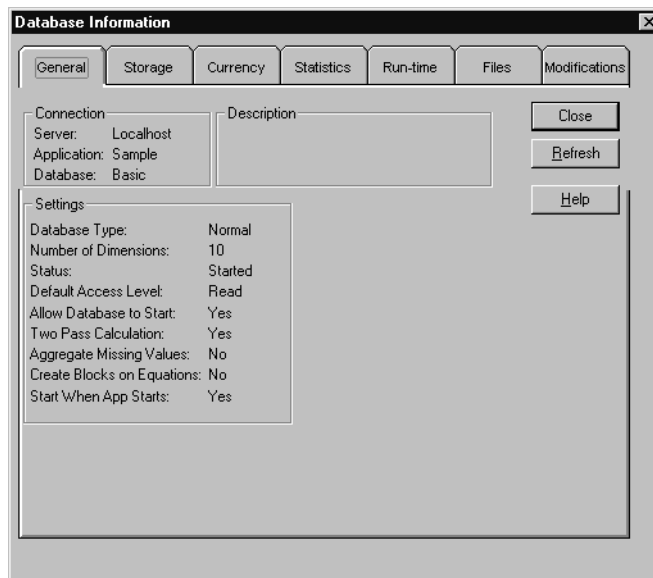 Database Information
General Storage Currency Statistics Run-time Files Modifications
Connection
Server: Localhost
Application: Sample
Database: Basic
Description
Close
Refresh
Help
Settings
Database Type: Normal
Number of Dimensions: 10
Status: Started
Default Access Level: Read
Allow Database to Start: Yes
Two Pass Calculation: Yes
Aggregate Missing Values: No
Create Blocks on Equations: No
Start When App Starts: Yes